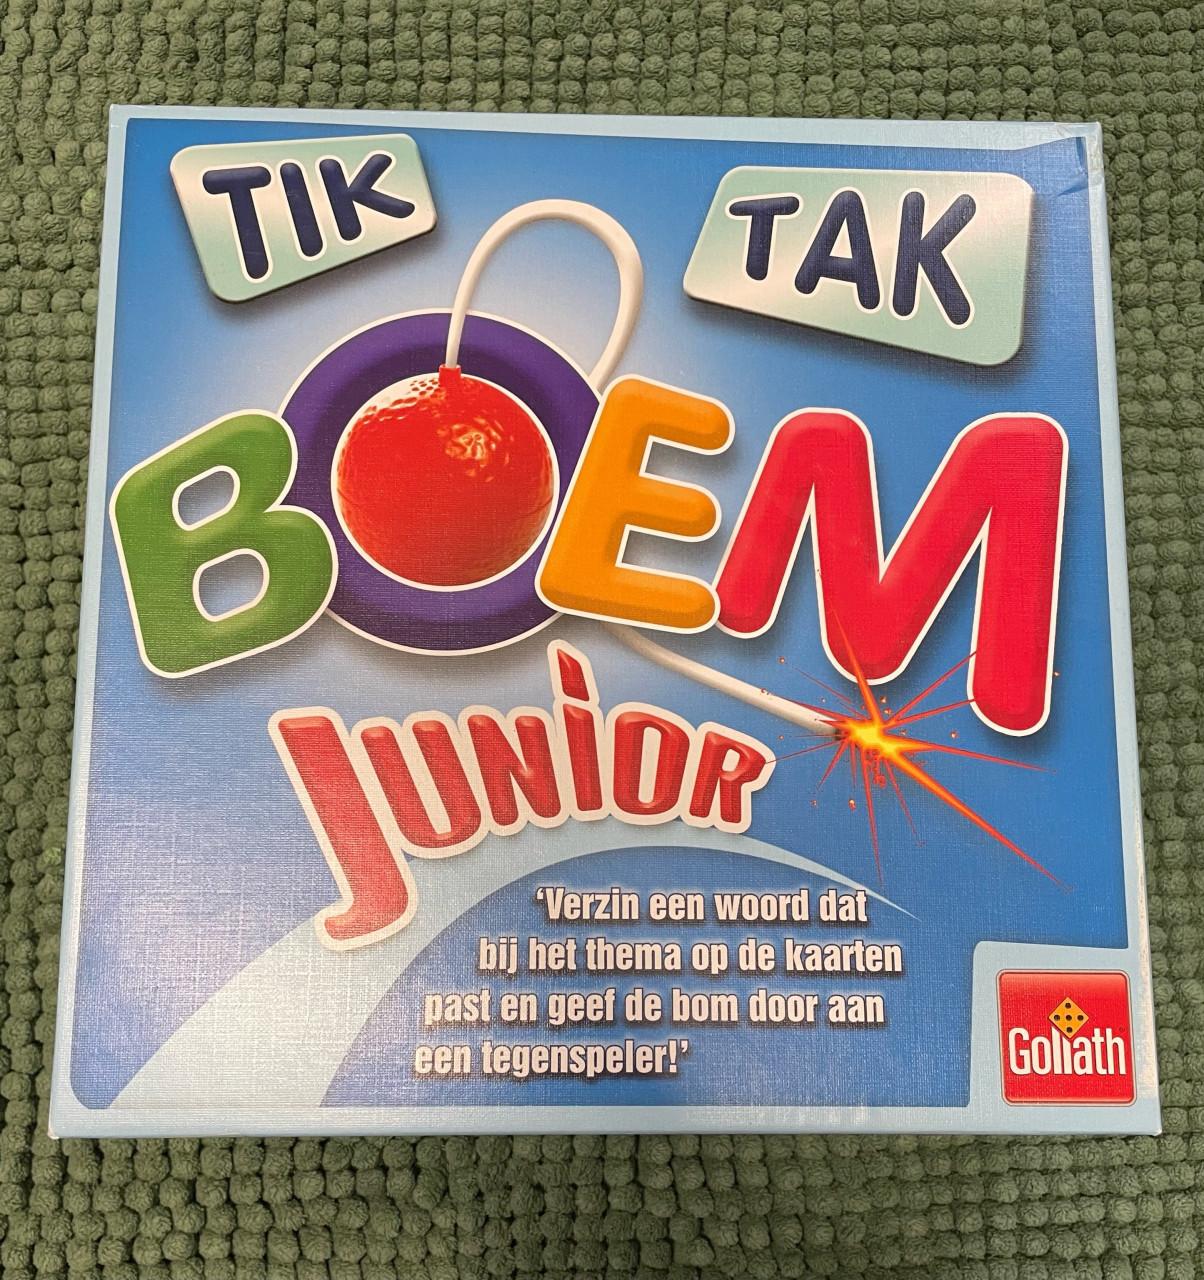 TIK
TAK
BOEM
JUNiOR
‘Verzin een woord dat
bij het thema op de kaarten
past en geef de bom door aan
een tegenspeler!’
Goliath